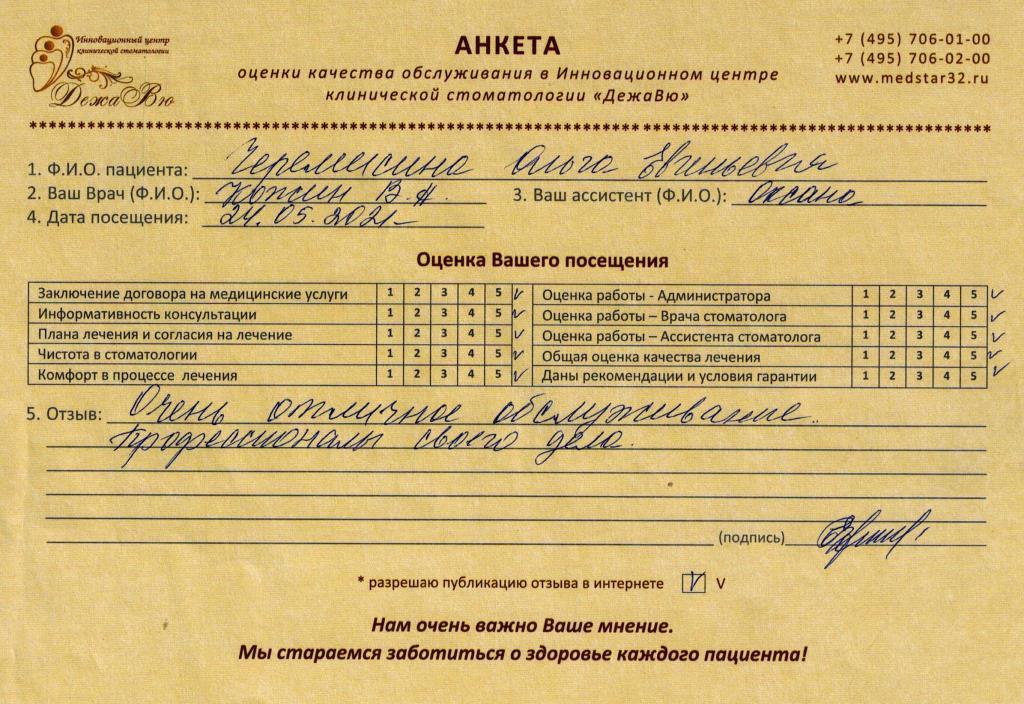 Инновационный центр
клинической стоматологии
ДежаВю
АНКЕТА
оценки качества обслуживания в Инновационном центре
клинической стоматологии «ДежаВю»
+7 (495) 706-01-00
+7 (495) 706-02-00
www.medstar32.ru
1. Ф.И.О. пациента: Черемисина Ольга Евгеньевна
2. Ваш Врач (Ф.И.О.): Кожин В.А. 3. Ваш ассистент (Ф.И.О.): Оксана
4. Дата посещения: 24.05.2021
Оценка Вашего посещения
Заключение договора на медицинские услуги 1 2 3 4 5 ✓ Оценка работы - Администратора 1 2 3 4 5 ✓
Информативность консультации 1 2 3 4 5 ✓ Оценка работы – Врача стоматолога 1 2 3 4 5 ✓
Плана лечения и согласия на лечение 1 2 3 4 5 ✓ Оценка работы – Ассистента стоматолога 1 2 3 4 5 ✓
Чистота в стоматологии 1 2 3 4 5 ✓ Общая оценка качества лечения 1 2 3 4 5 ✓
Комфорт в процессе лечения 1 2 3 4 5 ✓ Даны рекомендации и условия гарантии 1 2 3 4 5 ✓
5. Отзыв: Очень отличное обслуживание.
Профессионалы своего дела.
(подпись)
* разрешаю публикацию отзыва в интернете V V
Нам очень важно Ваше мнение.
Мы стараемся заботиться о здоровье каждого пациента!